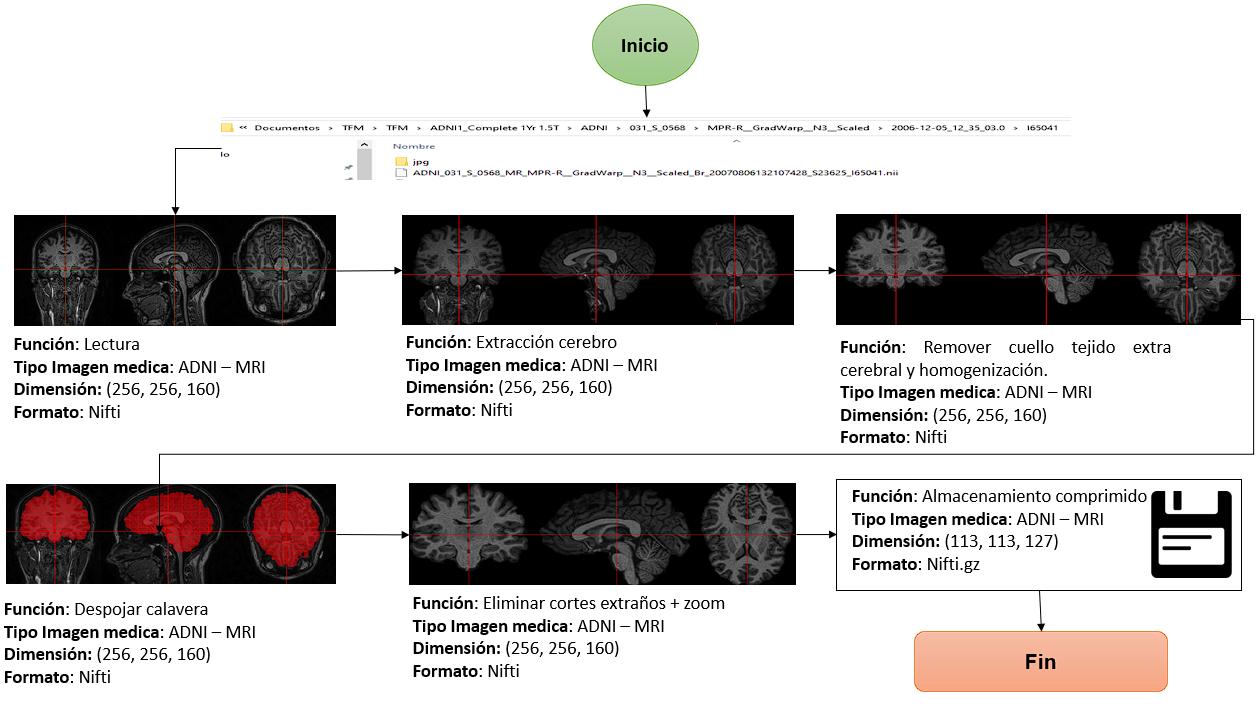 Inicio
« Documentos > TFM > TFM > ADNI1_Complete 1Yr 1.5T > ADNI > 031_S_0568 > MPR-R__GradWarp__N3__Scaled > 2006-12-05_12_35_03.0 > I65041
Nombre
lo
jpg
ADNI_031_S_0568_MR_MPR-R__GradWarp__N3__Scaled_Br_20070806132107428_S23625_I65041.nii
Función: Lectura
Tipo Imagen medica: ADNI – MRI
Dimensión: (256, 256, 160)
Formato: Nifti
Función: Extracción cerebro
Tipo Imagen medica: ADNI – MRI
Dimensión: (256, 256, 160)
Formato: Nifti
Función: Remover cuello tejido extra
cerebral y homogenización.
Tipo Imagen medica: ADNI – MRI
Dimensión: (256, 256, 160)
Formato: Nifti
Función: Despojar calavera
Tipo Imagen medica: ADNI – MRI
Dimensión: (256, 256, 160)
Formato: Nifti
Función: Eliminar cortes extraños + zoom
Tipo Imagen medica: ADNI – MRI
Dimensión: (256, 256, 160)
Formato: Nifti
Función: Almacenamiento comprimido
Tipo Imagen medica: ADNI – MRI
Dimensión: (113, 113, 127)
Formato: Nifti.gz
Fin